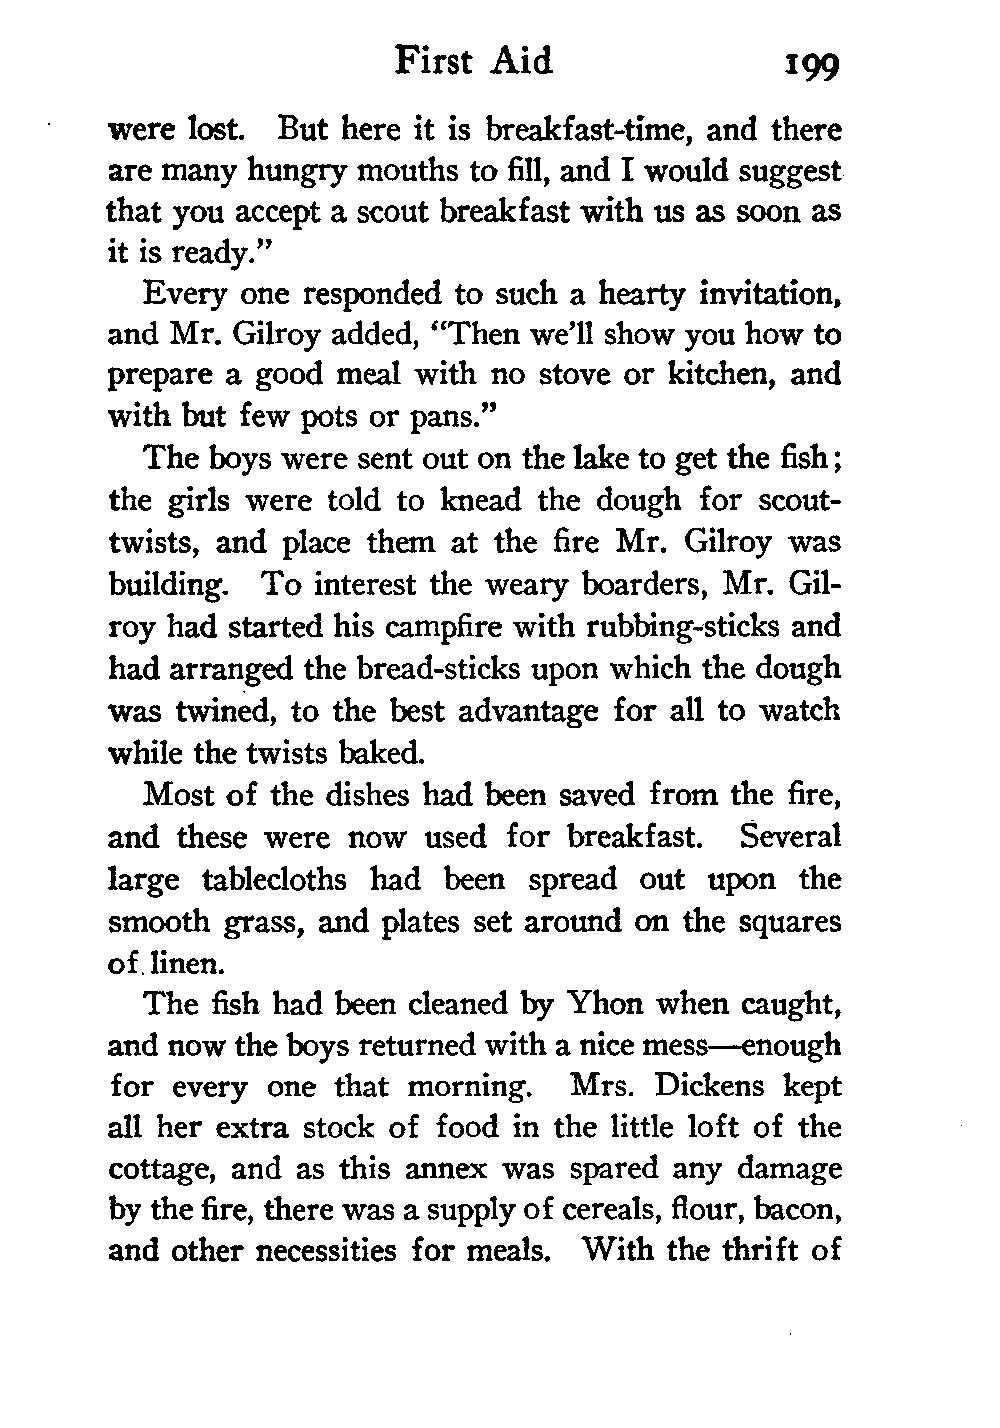 First Aid 199
were lost. But here it is breakfast-time, and there
are many hungry mouths to fill, and I would suggest
that you accept a scout breakfast with us as soon as
it is ready."
Every one responded to such a hearty invitation,
and Mr. Gilroy added, "Then we'll show you how to
prepare a good meal with no stove or kitchen, and
with but few pots or pans."
The boys were sent out on the lake to get the fish;
the girls were told to knead the dough for scout-
twists, and place them at the fire Mr. Gilroy was
building. To interest the weary boarders, Mr. Gil-
roy had started his campfire with rubbing-sticks and
had arranged the bread-sticks upon which the dough
was twined, to the best advantage for all to watch
while the twists baked.
Most of the dishes had been saved from the fire,
and these were now used for breakfast. Several
large tablecloths had been spread out upon the
smooth grass, and plates set around on the squares
of linen.
The fish had been cleaned by Yhon when caught,
and now the boys returned with a nice mess—enough
for every one that morning. Mrs. Dickens kept
all her extra stock of food in the little loft of the
cottage, and as this annex was spared any damage
by the fire, there was a supply of cereals, flour, bacon,
and other necessities for meals. With the thrift of